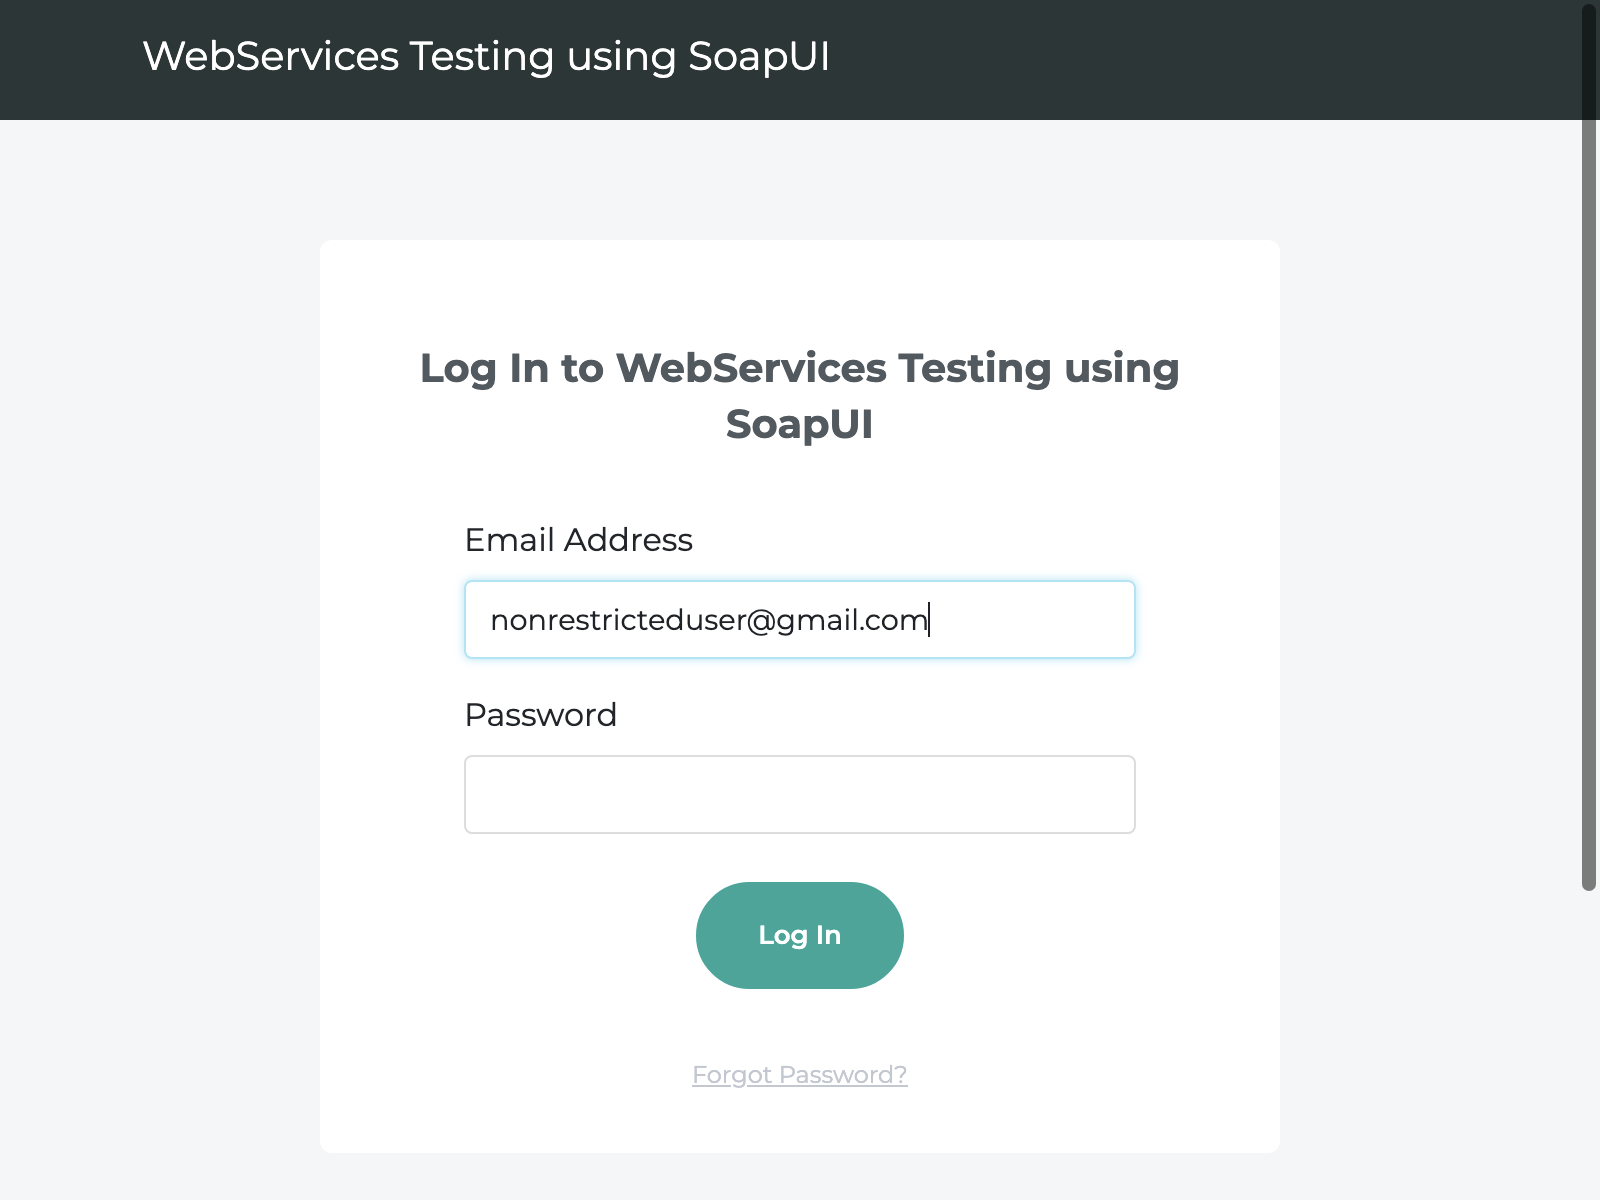 WebServices Testing using SoapUI
Log In to WebServices Testing using
SoapUI
Email Address
nonrestricteduser@gmail.com
Password
Log In
Forgot Password?